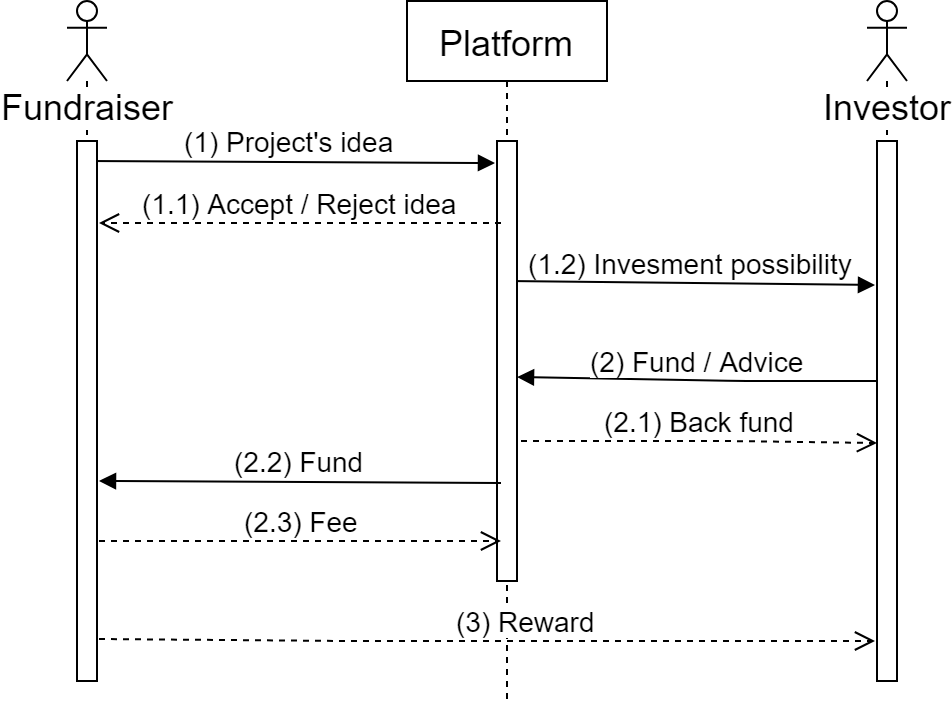 Platform
Fundraiser
Investor
(1) Project's idea
(1.1) Accept / Reject idea
(1.2) Invesment possibility
(2) Fund / Advice
(2.1) Back fund
(2.2) Fund
(2.3) Fee
(3) Reward